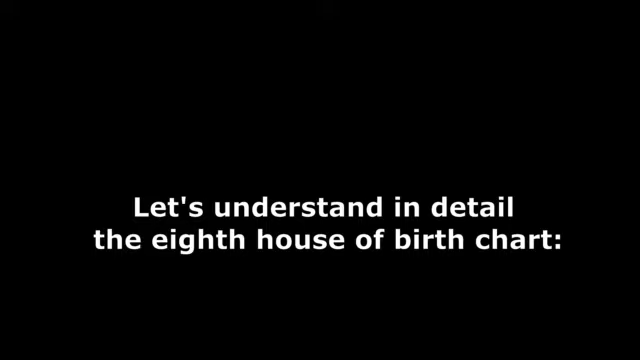 Let's understand in detail
the eighth house of birth chart: